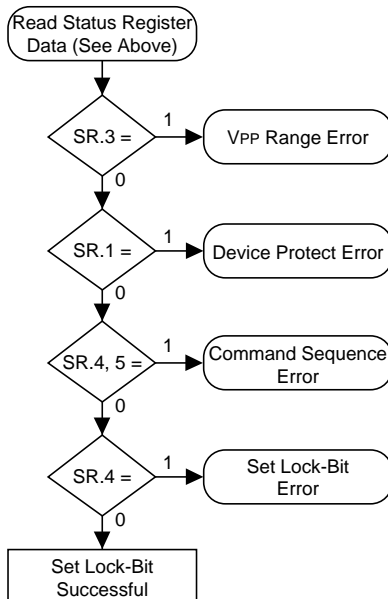 Read Status Register
Data (See Above)
SR.3 =
1
VPP Range Error
0
SR.1 =
1
Device Protect Error
0
SR.4, 5 =
1
Command Sequence
Error
0
SR.4 =
1
Set Lock-Bit
Error
0
Set Lock-Bit
Successful